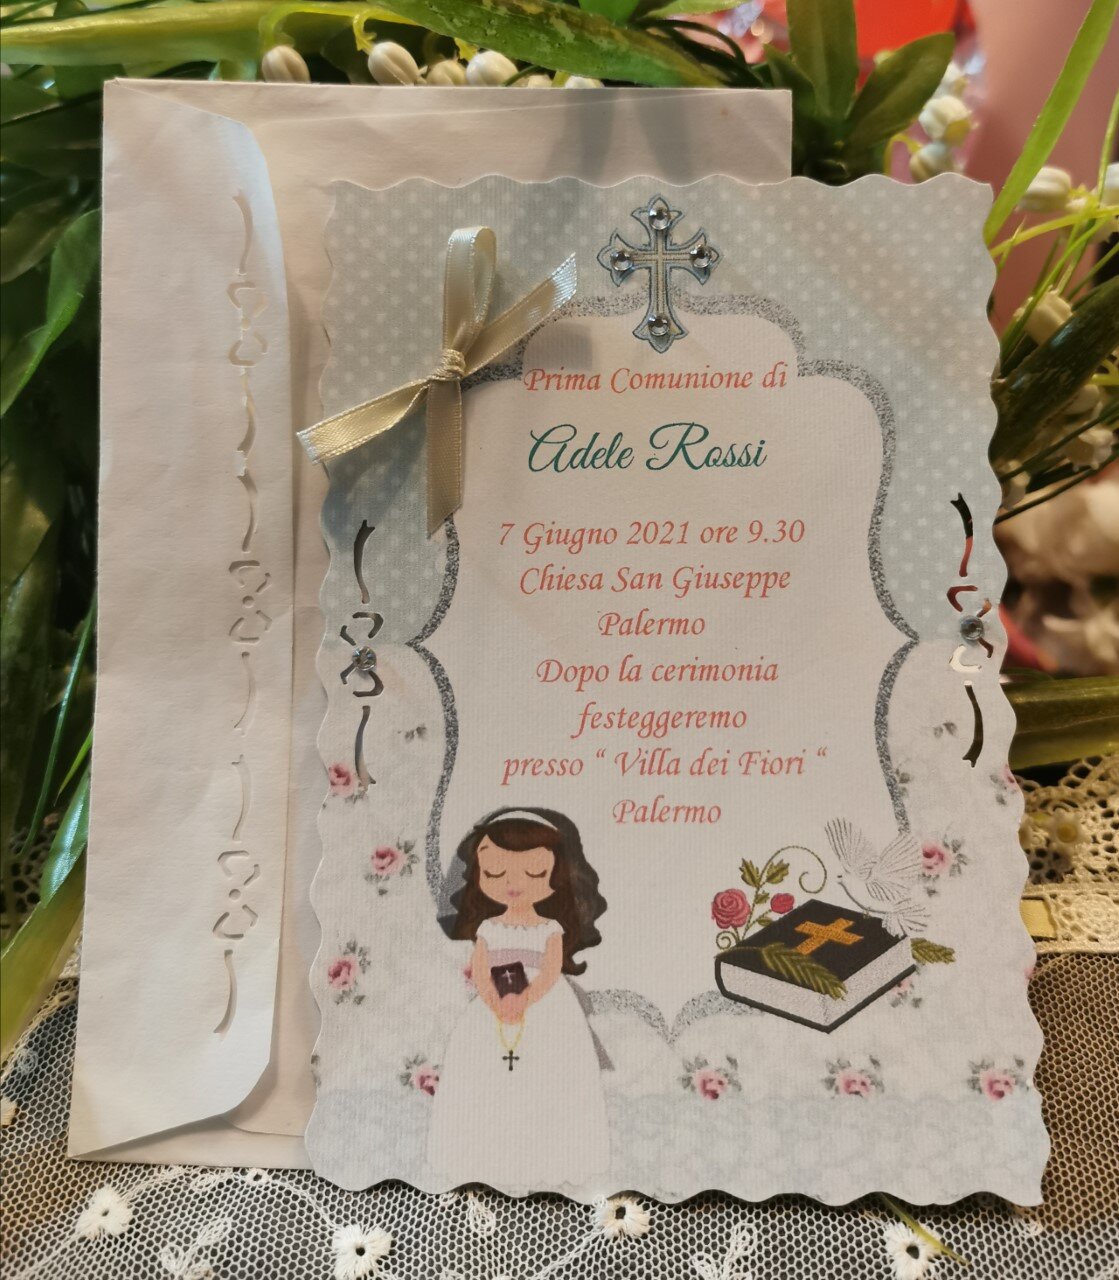 Prima Comunione di
Adele Rossi
7 Giugno 2021 ore 9.30
Chiesa San Giuseppe
Palermo
Dopo la cerimonia
festeggeremo
presso “ Villa dei Fiori “
Palermo